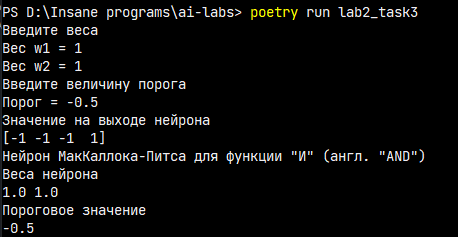 PS D:\Insane programs\ai-labs> poetry run lab2_task3
Введите веса
Вес w1 = 1
Вес w2 = 1
Введите величину порога
Порог = -0.5
Значение на выходе нейрона
[-1 -1 -1  1]
Нейрон МакКаллока-Питса для функции "И" (англ. "AND")
Веса нейрона
1.0 1.0
Пороговое значение
-0.5